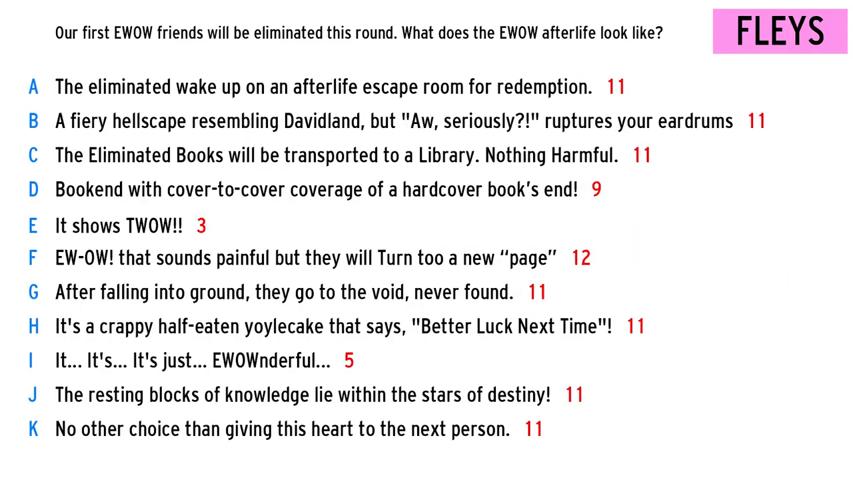 Our first EWOW friends will be eliminated this round. What does the EWOW afterlife look like?
FLEYS
A The eliminated wake up on an afterlife escape room for redemption. 11
B A fiery hellscape resembling Davidland, but "Aw, seriously?!" ruptures your eardrums 11
C The Eliminated Books will be transported to a Library. Nothing Harmful. 11
D Bookend with cover-to-cover coverage of a hardcover book’s end! 9
E It shows TWOW!! 3
F EW-OW! that sounds painful but they will Turn too a new “page” 12
G After falling into ground, they go to the void, never found. 11
H It's a crappy half-eaten yoylecake that says, "Better Luck Next Time"! 11
I It... It's... It's just... EWOWnderful... 5
J The resting blocks of knowledge lie within the stars of destiny! 11
K No other choice than giving this heart to the next person. 11